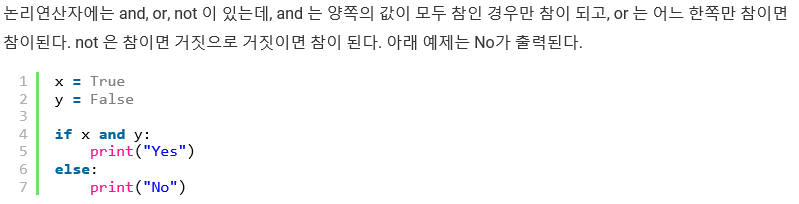 논리연산자에는 and, or, not 이 있는데, and 는 양쪽의 값이 모두 참인 경우만 참이 되고, or 는 어느 한쪽만 참이면
참이된다. not 은 참이면 거짓으로 거짓이면 참이 된다. 아래 예제는 No가 출력된다.
1 x = True
2 y = False
3
4 if x and y:
5     print("Yes")
6 else:
7     print("No")